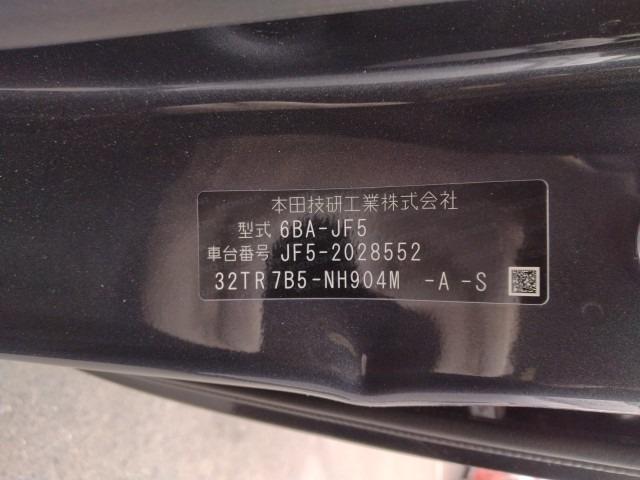 本田技研工業株式会社
型式 6BA-JF5
車台番号 JF5-2028552
32TR7B5-NH904M -A -S